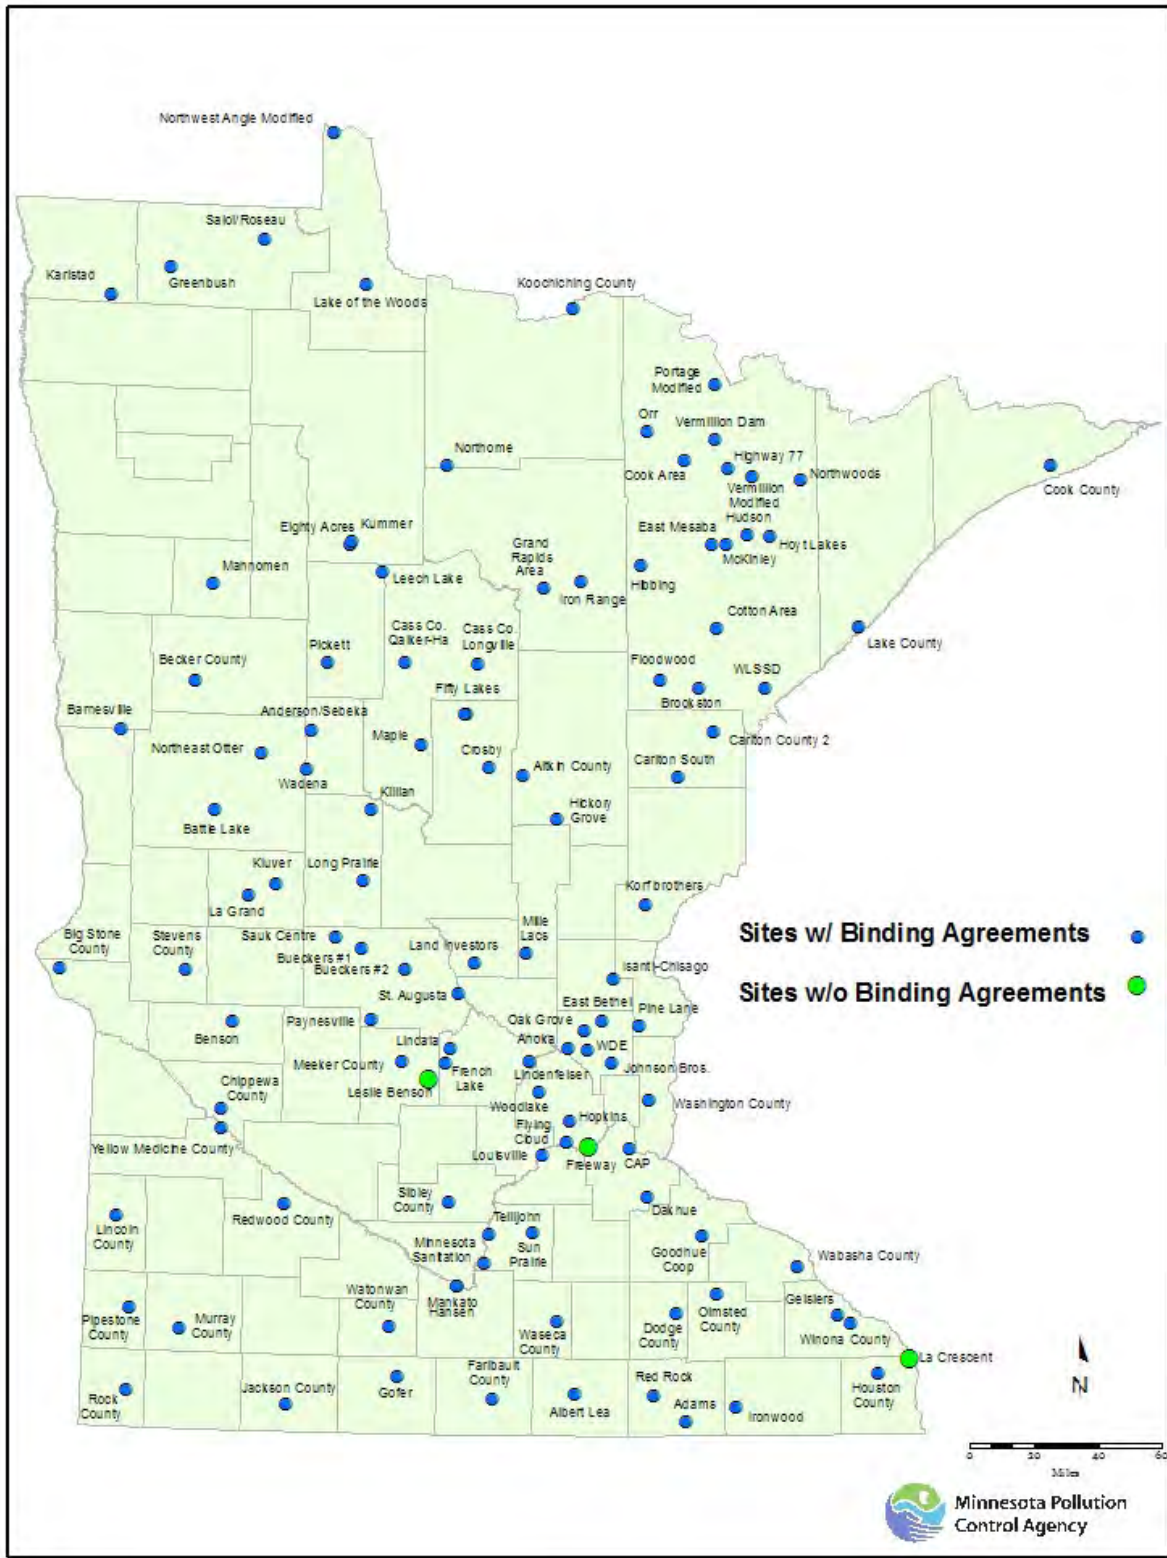 Northwest Angle Modified
Salol/Roseau
Karlstad
Greenbush
Lake of the Woods
Koochiching County
Portage
Modified
Orr
Vermillion Dam
Northome
Cook Area
Highway 77
Northwoods
Vermillion
Modified
Cook County
Hudson
East Mesaba
Eighty Acres
Kummer
Hoyt Lakes
McKinley
Grand
Rapids
Area
Mahnomen
Leech Lake
Iron Range
Hibbing
Cotton Area
Cass Co.
Qalker-Ha
Cass Co.
Longville
Lake County
Pickett
Becker County
Floodwood
WLSSD
Fifty Lakes
Brookston
Barnesville
Anderson/Sebeka
Maple
Carlton County 2
Northeast Otter
Crosby
Aitkin County
Carlton South
Wadena
Killian
Hickory
Grove
Battle Lake
Kluver
Long Prairie
Korf brothers
La Grand
Mille
Lacs
Sites w/ Binding Agreements
Big Stone
County
Stevens
County
Sauk Centre
Land Investors
Bueckers #1
Bueckers #2
Isanti-Chisago
Sites w/o Binding Agreements
St. Augusta
East Bethel
Pine Lane
Paynesville
Oak Grove
Benson
Lindala
Anoka
WDE
Meeker County
French
Lake
Lindenfelser
Johnson Bros.
Chippewa
County
Leslie Benson
Woodlake
Washington County
Hopkins
Flying
Cloud
Yellow Medicine County
Louisville
Freeway
CAP
Sibley
County
Dakhue
Lincoln
County
Redwood County
Tellijohn
Minnesota
Sanitation
Sun
Prairie
Goodhue
Coop
Wabasha County
Watonwan
County
Mankato
Hansen
Geislers
Pipestone
County
Murray
County
Waseca
County
Dodge
County
Olmsted
County
Winona County
La Crescent
Faribault
County
Red Rock
Houston
County
Rock
County
Jackson County
Gofer
Albert Lea
Adams
Ironwood
N
0 20 40 60
Miles
Minnesota Pollution
Control Agency